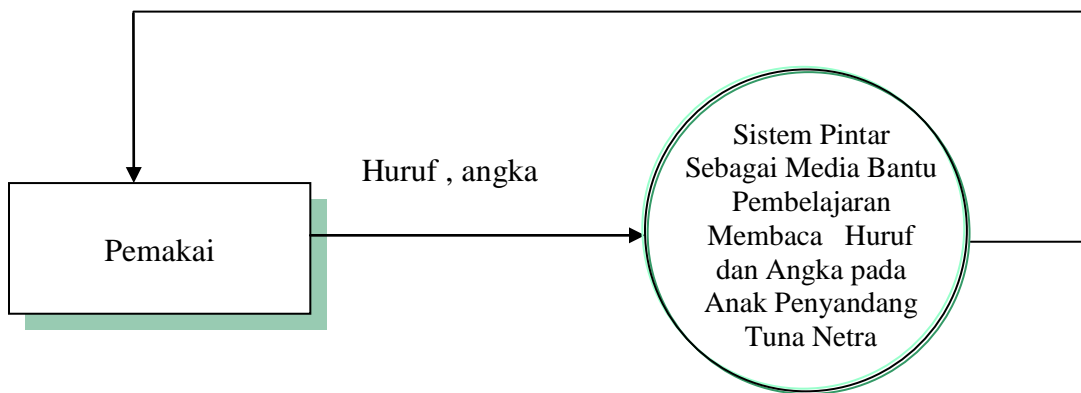 Huruf , angka
Pemakai
Sistem Pintar
Sebagai Media Bantu
Pembelajaran
Membaca Huruf
dan Angka pada
Anak Penyandang
Tuna Netra